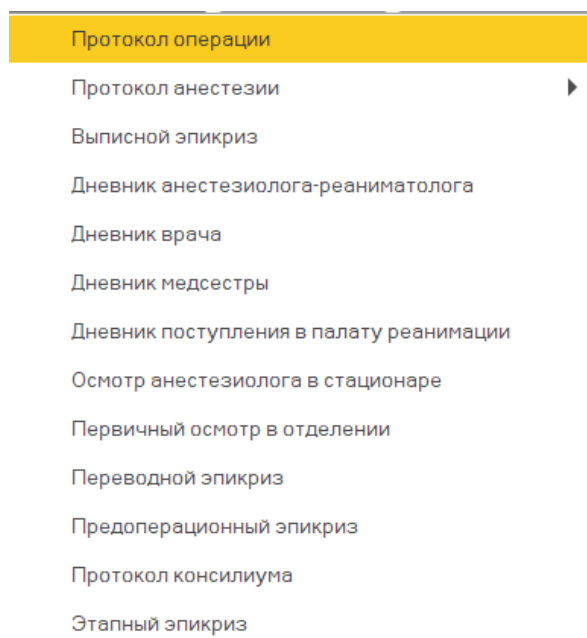 Протокол операции
Протокол анестезии
Выписной эпикриз
Дневник анестезиолога-реаниматолога
Дневник врача
Дневник медсестры
Дневник поступления в палату реанимации
Осмотр анестезиолога в стационаре
Первичный осмотр в отделении
Переводной эпикриз
Предоперационный эпикриз
Протокол консилиума
Этапный эпикриз